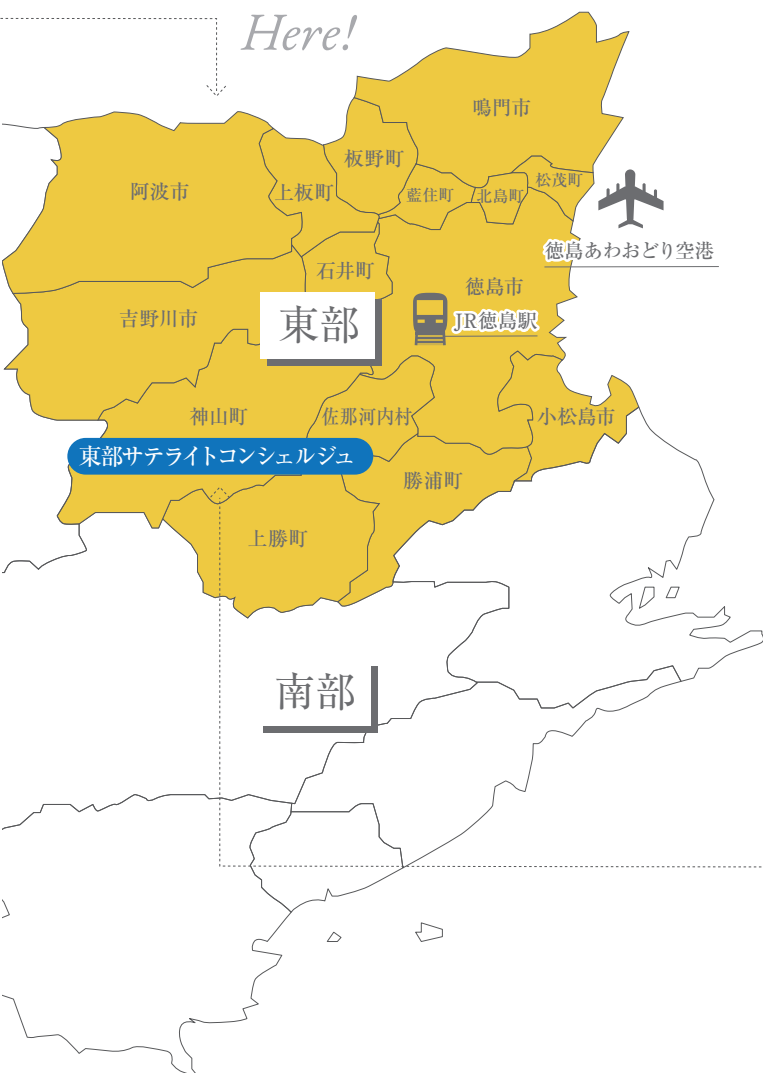 Here!
鳴門市
板野町
松茂町
阿波市
上板町
藍住町
北島町
徳島あわおどり空港
石井町
徳島市
吉野川市
東部
JR徳島駅
神山町
佐那河内村
小松島市
東部サテライトコンシェルジュ
勝浦町
上勝町
南部